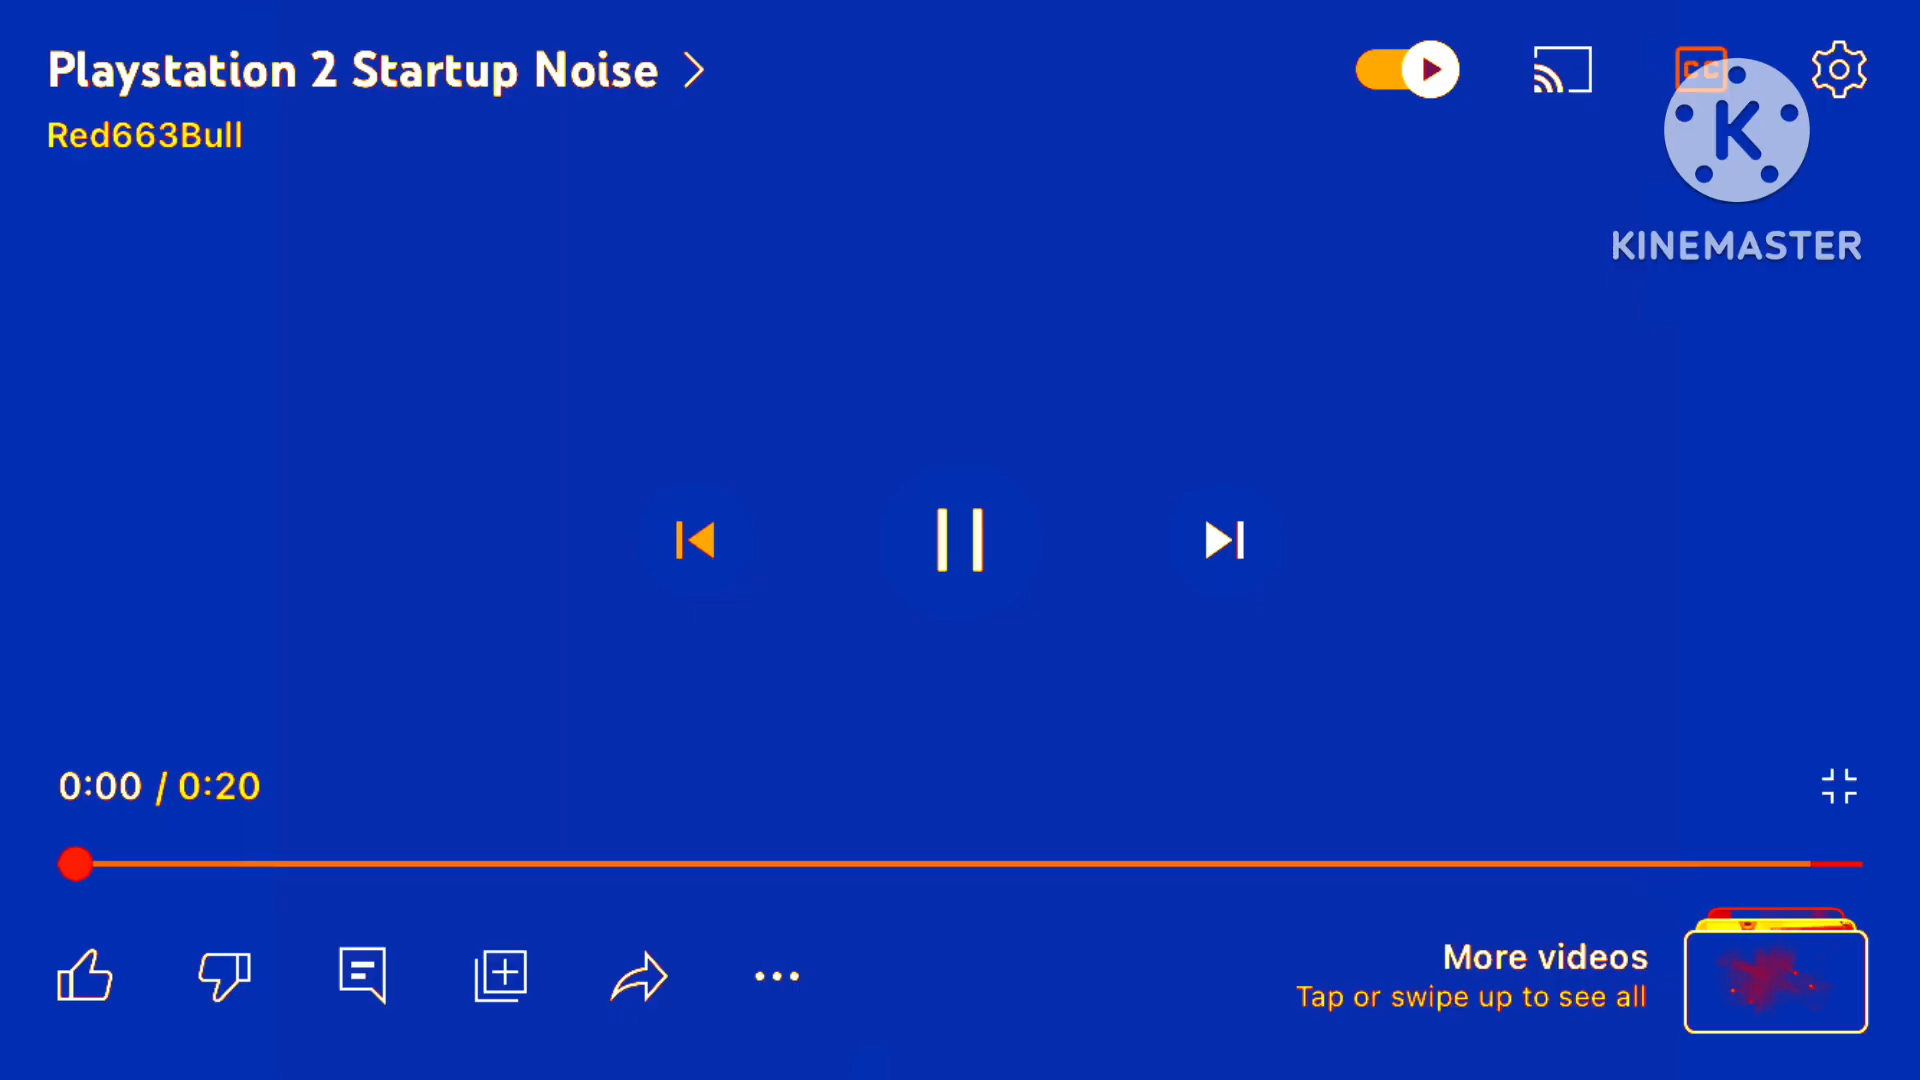 Playstation 2 Startup Noise
Red663Bull
CC
K
KINEMASTER
0:00 / 0:20
More videos
Tap or swipe up to see all